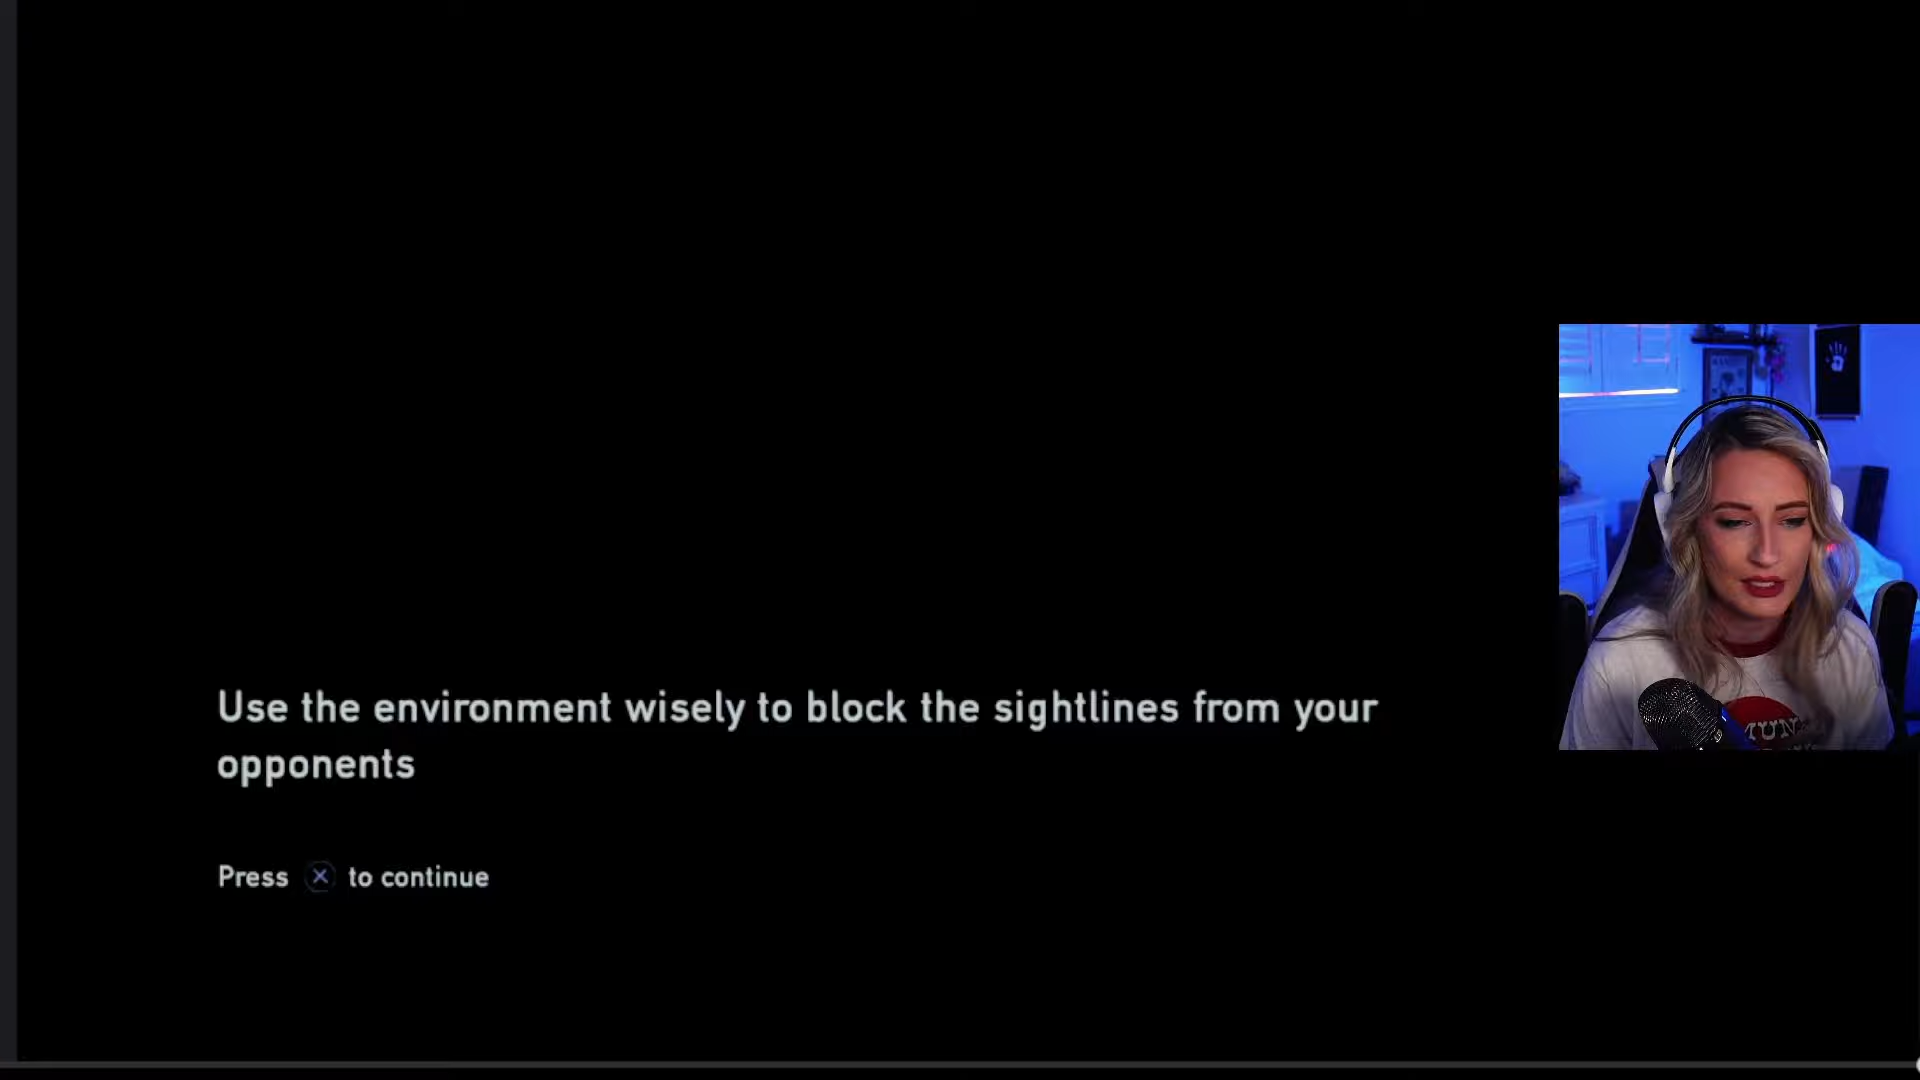 Use the environment wisely to block the sightlines from your
opponents
Press ⓧ to continue